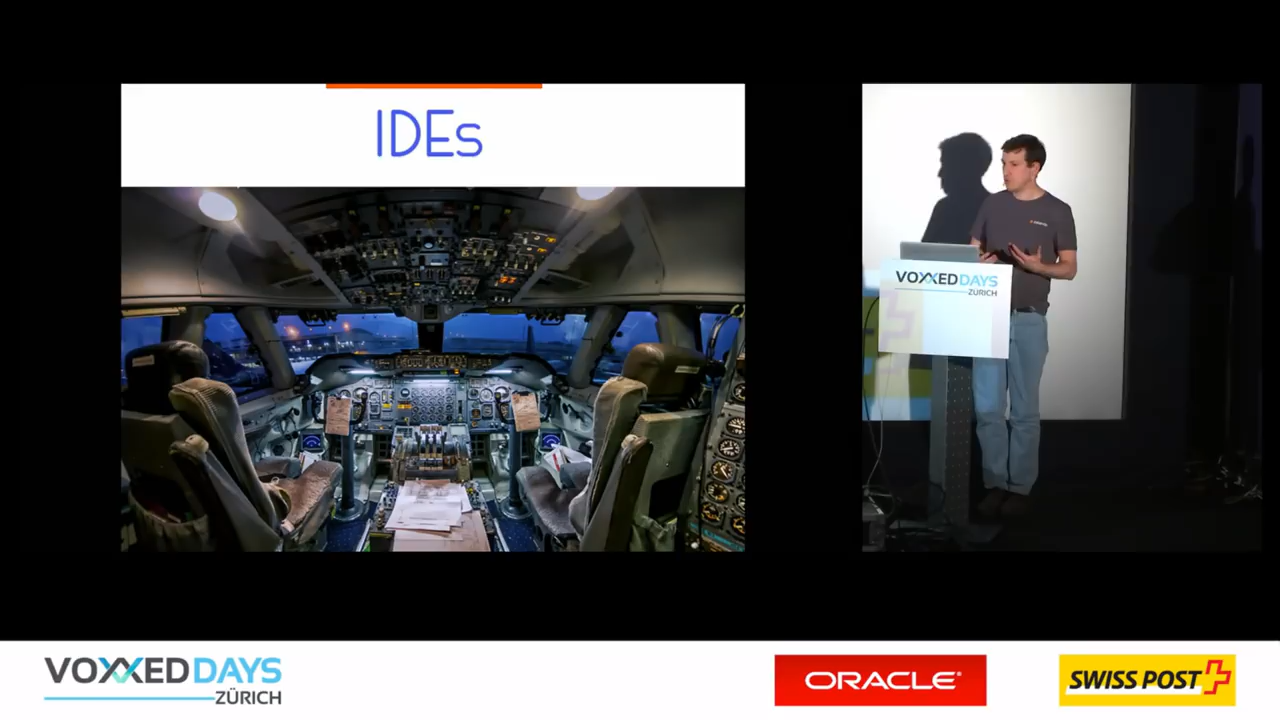 IDEs
VOXXED DAYS
ZÜRICH
VOXXED DAYS
ZÜRICH
ORACLE®
SWISS POST